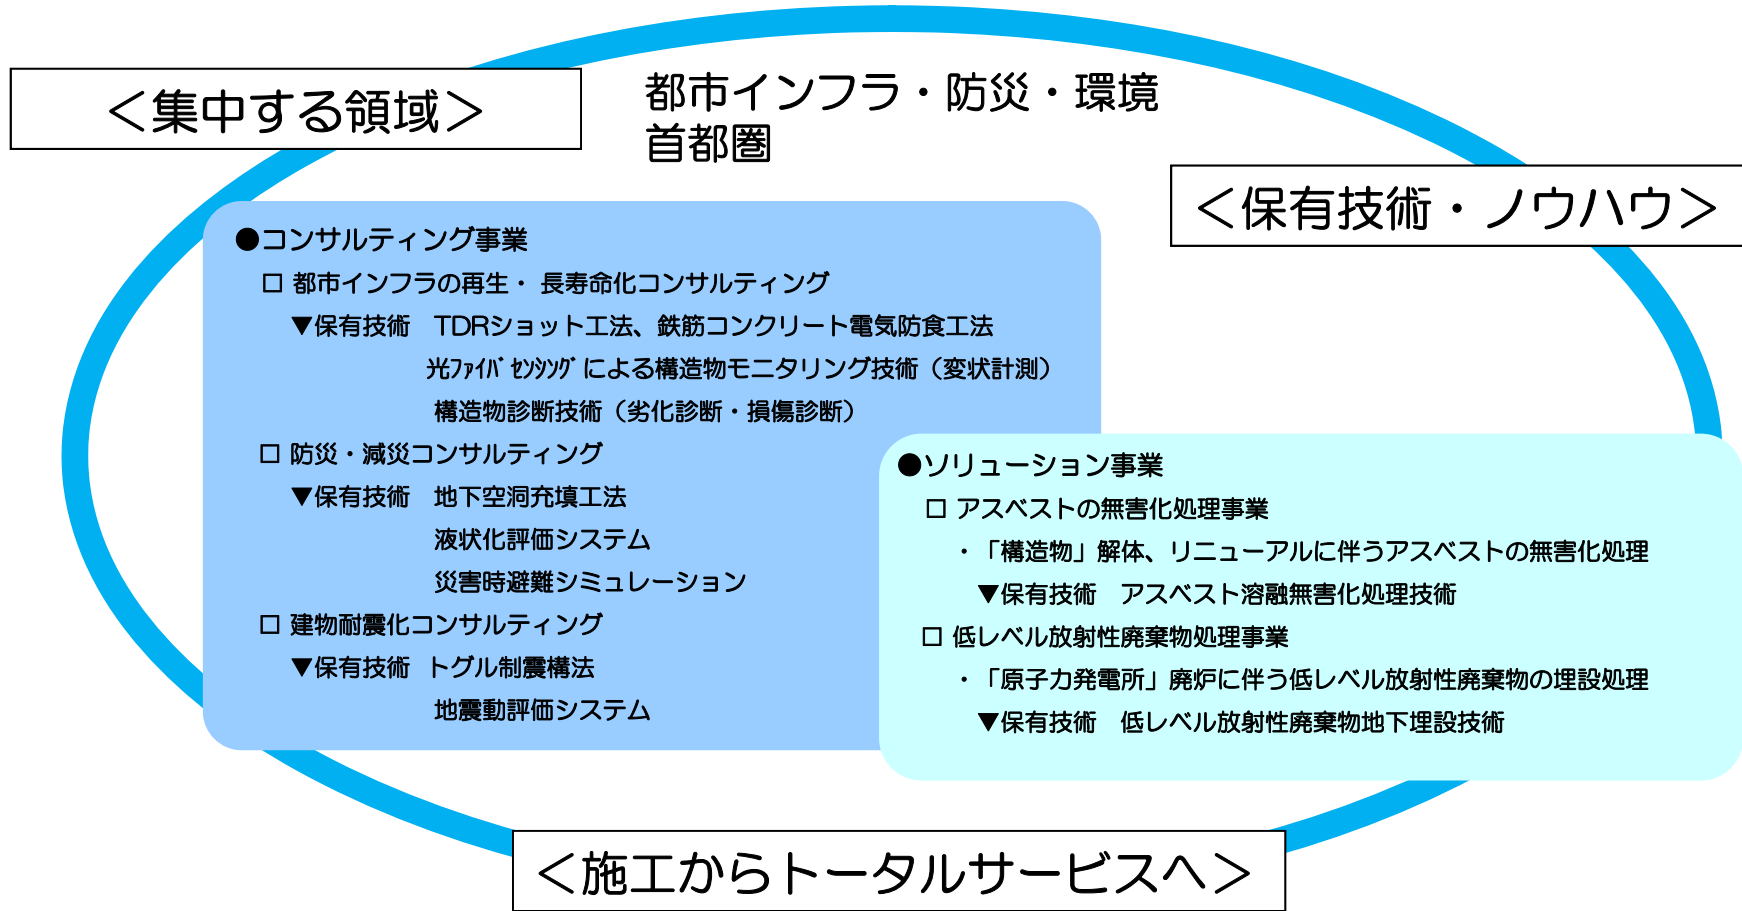 ＜集中する領域＞
都市インフラ・防災・環境
首都圏
＜保有技術・ノウハウ＞
●コンサルティング事業
□ 都市インフラの再生・ 長寿命化コンサルティング
▼保有技術　TDRショット工法、鉄筋コンクリート電気防食工法
光ﾌｧｲﾊﾞｾﾝｼﾝｸﾞによる構造物モニタリング技術（変状計測）
構造物診断技術（劣化診断・損傷診断）
□ 防災・減災コンサルティング
▼保有技術　地下空洞充填工法
液状化評価システム
災害時避難シミュレーション
□ 建物耐震化コンサルティング
▼保有技術　トグル制震構法
地震動評価システム
●ソリューション事業
□ アスベストの無害化処理事業
・「構造物」解体、リニューアルに伴うアスベストの無害化処理
▼保有技術　アスベスト溶融無害化処理技術
□ 低レベル放射性廃棄物処理事業
・「原子力発電所」廃炉に伴う低レベル放射性廃棄物の埋設処理
▼保有技術　低レベル放射性廃棄物地下埋設技術
＜施工からトータルサービスへ＞